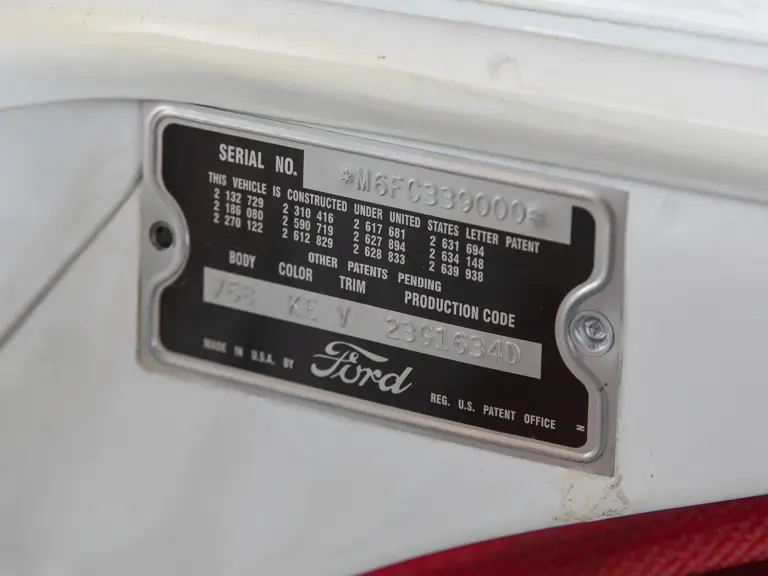 SERIAL NO. *M6FC339000*
THIS VEHICLE IS CONSTRUCTED UNDER UNITED STATES LETTER PATENT
2 132 729 2 310 416 2 617 681 2 631 694
2 186 080 2 590 719 2 627 894 2 634 148
2 270 122 2 612 829 2 628 833 2 639 938
OTHER PATENTS PENDING
BODY COLOR TRIM PRODUCTION CODE
76B KE V 23G1634D
MADE IN U.S.A. BY Ford REG. U.S. PATENT OFFICE
N